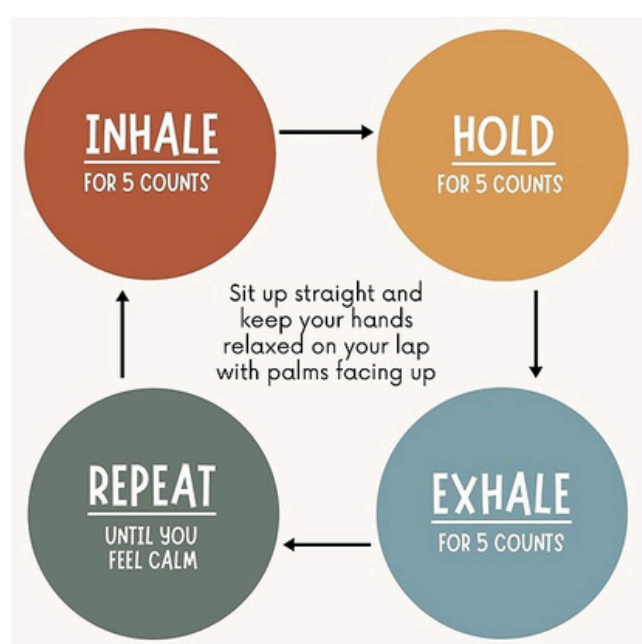 INHALE
FOR 5 COUNTS
HOLD
FOR 5 COUNTS
Sit up straight and
keep your hands
relaxed on your lap
with palms facing up
REPEAT
UNTIL YOU
FEEL CALM
EXHALE
FOR 5 COUNTS